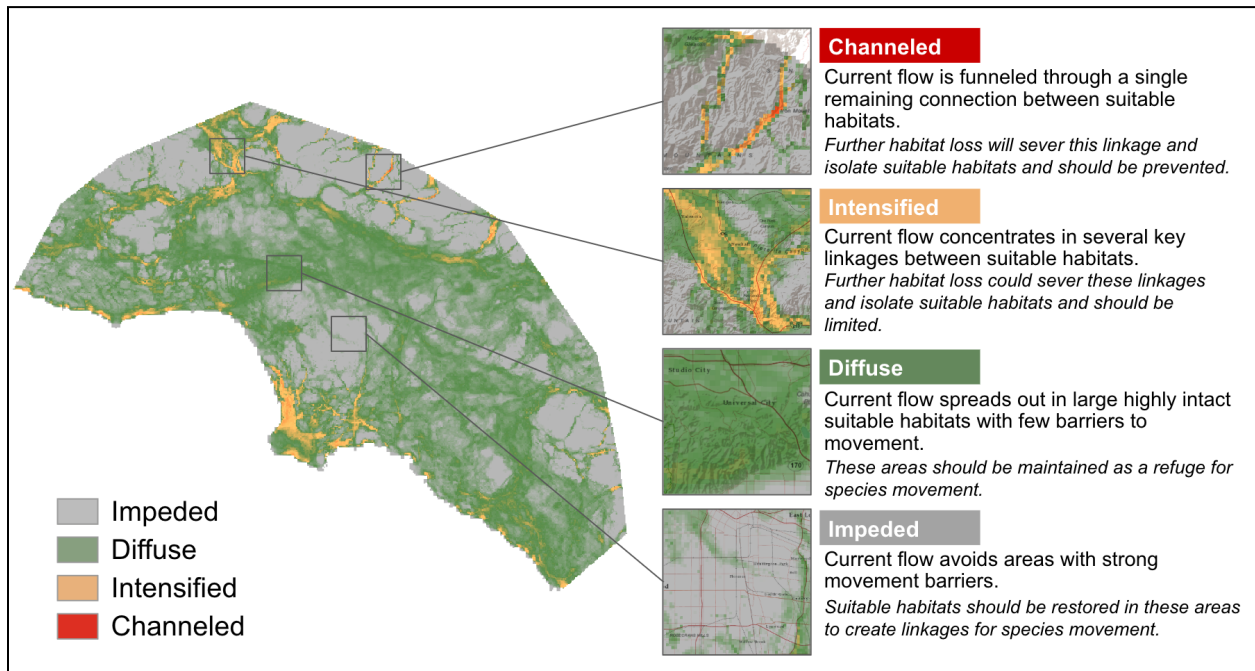 Channeled
Current flow is funneled through a single
remaining connection between suitable
habitats.
Further habitat loss will sever this linkage and
isolate suitable habitats and should be prevented.
Intensified
Current flow concentrates in several key
linkages between suitable habitats.
Further habitat loss could sever these linkages
and isolate suitable habitats and should be
limited.
Studio City
Universal City
170
Diffuse
Current flow spreads out in large highly intact
suitable habitats with few barriers to
movement.
These areas should be maintained as a refuge for
species movement.
Impeded
Current flow avoids areas with strong
movement barriers.
Suitable habitats should be restored in these areas
to create linkages for species movement.
Impeded
Diffuse
Intensified
Channeled